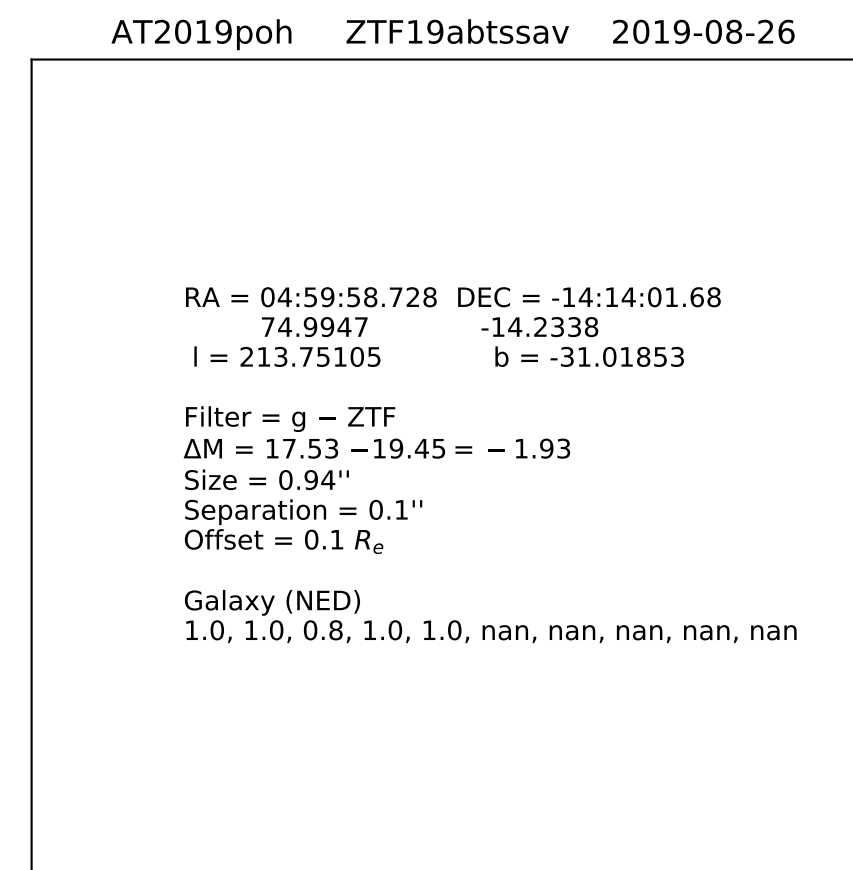 AT2019poh ZTF19abtssav 2019-08-26
RA = 04:59:58.728 DEC = -14:14:01.68
74.9947 -14.2338
l = 213.75105 b = -31.01853
Filter = g − ZTF
ΔM = 17.53 −19.45 = − 1.93
Size = 0.94''
Separation = 0.1''
Offset = 0.1 Re
Galaxy (NED)
1.0, 1.0, 0.8, 1.0, 1.0, nan, nan, nan, nan, nan